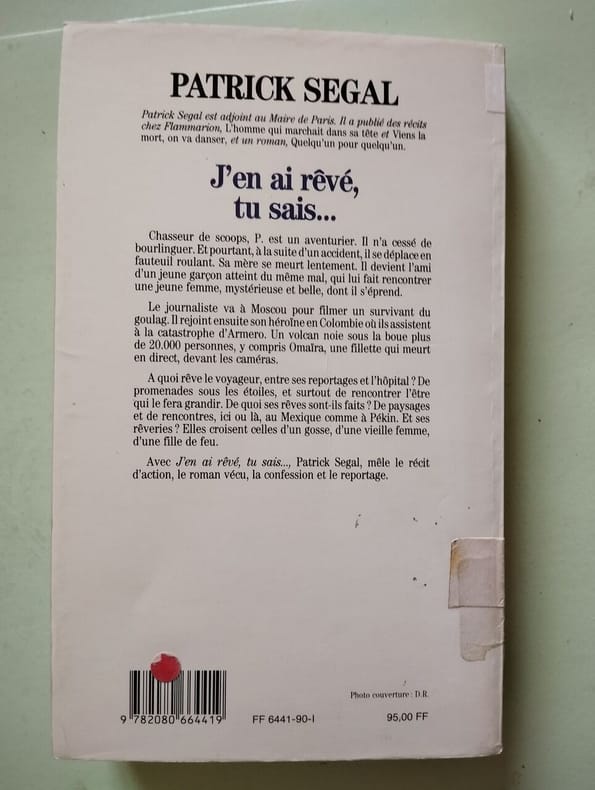 PATRICK SEGAL
Patrick Segal est adjoint au Maire de Paris. Il a publié des récits
chez Flammarion, L'homme qui marchait dans sa tête et Viens la
mort, on va danser, et un roman, Quelqu'un pour quelqu'un.
J'en ai rêvé,
tu sais...
Chasseur de scoops, P. est un aventurier. Il n'a cessé de
bourlinguer. Et pourtant, à la suite d'un accident, il se déplace en
fauteuil roulant. Sa mère se meurt lentement. Il devient l'ami
d'un jeune garçon atteint du même mal, qui lui fait rencontrer
une jeune femme, mystérieuse et belle, dont il s'éprend.
Le journaliste va à Moscou pour filmer un survivant du
goulag. Il rejoint ensuite son héroïne en Colombie où ils assistent
à la catastrophe d'Armero. Un volcan noie sous la boue plus
de 20.000 personnes, y compris Omaïra, une fillette qui meurt
en direct, devant les caméras.
A quoi rêve le voyageur, entre ses reportages et l'hôpital ? De
promenades sous les étoiles, et surtout de rencontrer l'être
qui le fera grandir. De quoi ses rêves sont-ils faits ? De paysages
et de rencontres, ici ou là, au Mexique comme à Pékin. Et ses
rêveries ? Elles croisent celles d'un gosse, d'une vieille femme,
d'une fille de feu.
Avec J'en ai rêvé, tu sais..., Patrick Segal, mêle le récit
d'action, le roman vécu, la confession et le reportage.
Photo couverture : D.R.
9 782080 664419
FF 6441-90-I
95,00 FF